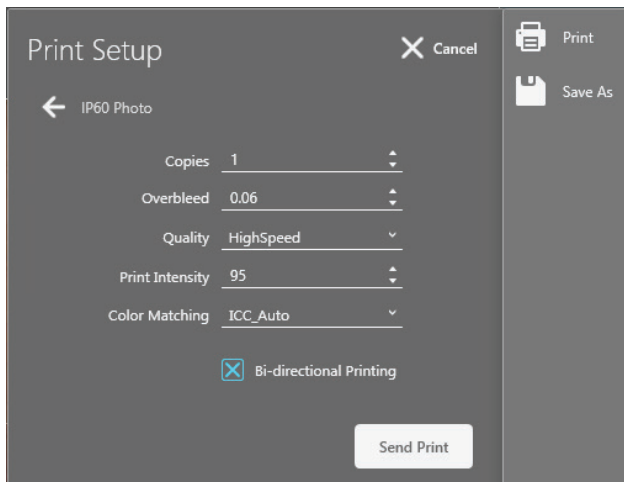 Print Setup
Cancel
IP60 Photo
Copies 1
Overbleed 0.06
Quality HighSpeed
Print Intensity 95
Color Matching ICC_Auto
Bi-directional Printing
Send Print
Print
Save As